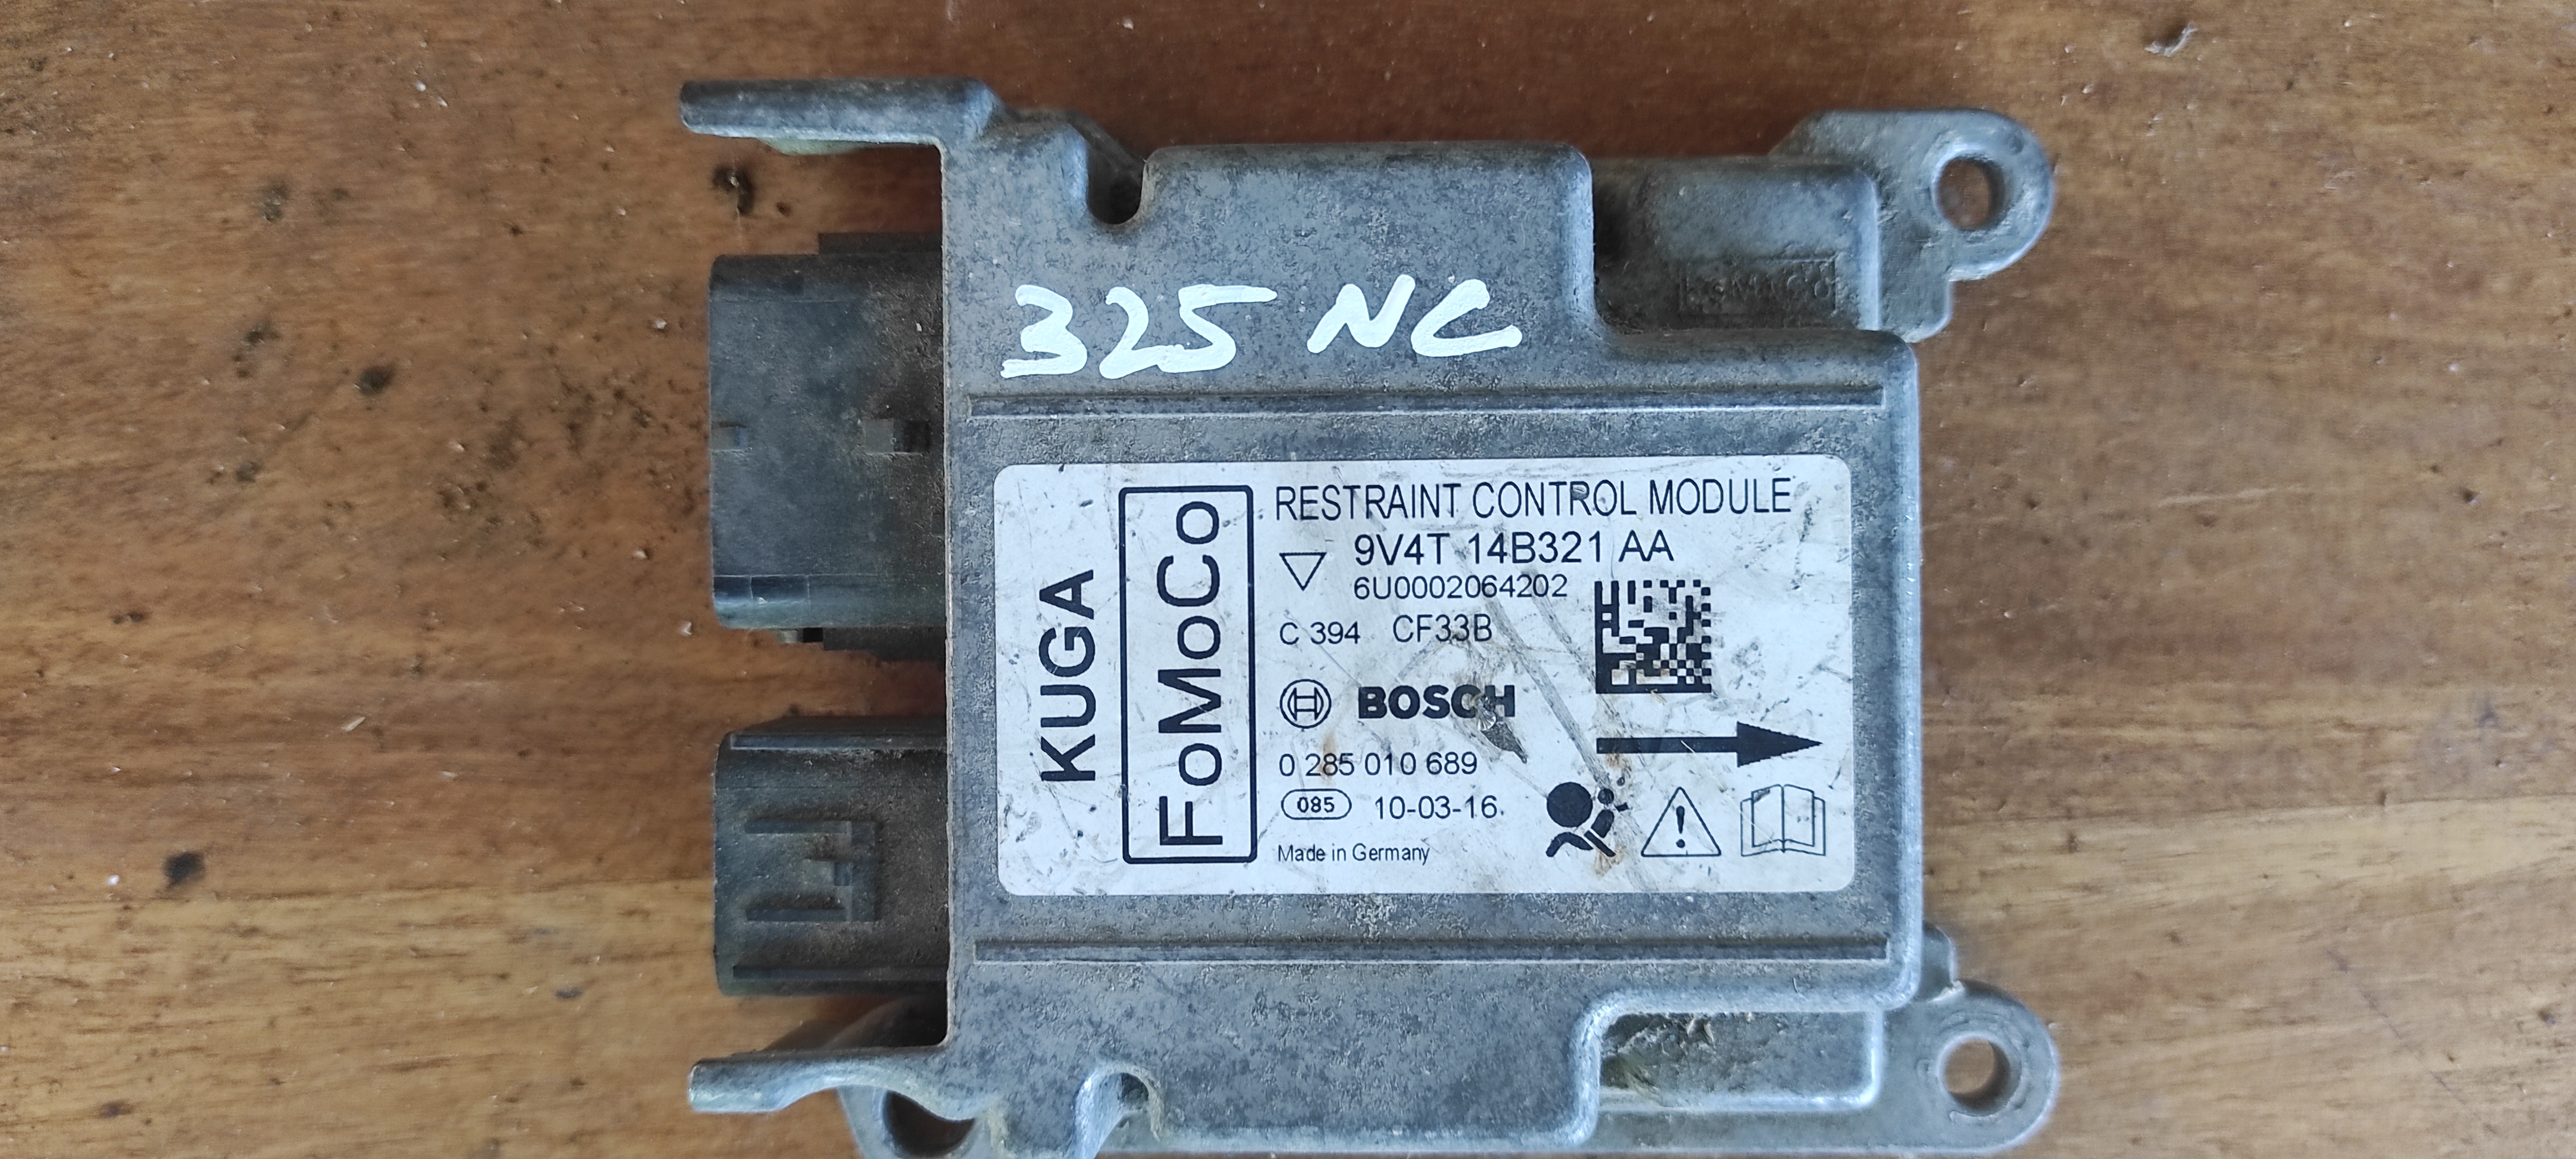 325 NC
KUGA
FoMoCo
RESTRAINT CONTROL MODULE
9V4T 14B321 AA
6U0002064202
C 394 CF33B
BOSCH
0 285 010 689
085 10-03-16.
Made in Germany